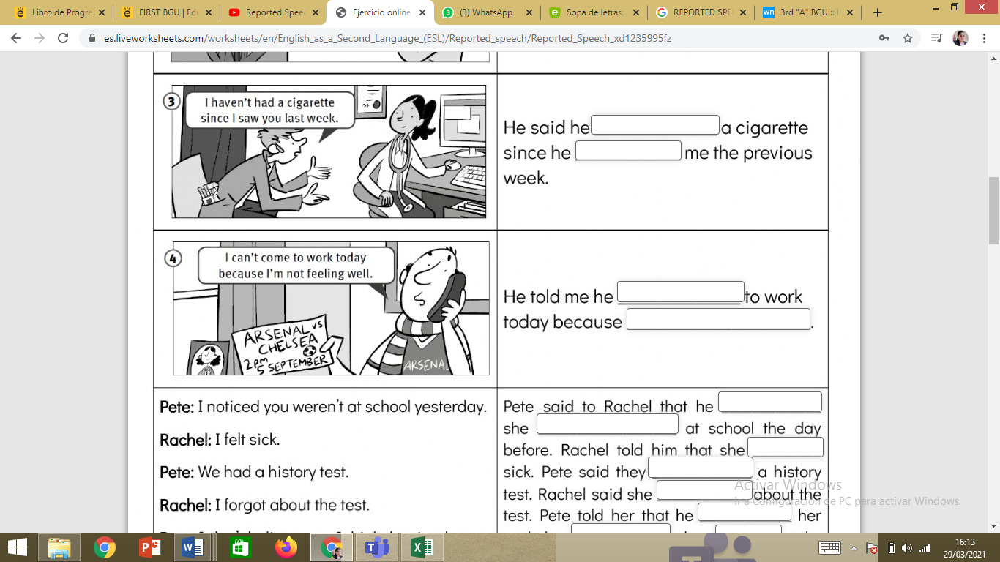 Libro de Progre
FIRST BGU | Edi
Reported Speec
Ejercicio online
(3) WhatsApp
Sopa de letras:
REPORTED SPE
3rd "A" BGU ::
es.liveworksheets.com/worksheets/en/English_as_a_Second_Language_(ESL)/Reported_speech/Reported_Speech_xd1235995fz
3
I haven't had a cigarette
since I saw you last week.
He said he a cigarette
since he me the previous
week.
4
I can't come to work today
because I'm not feeling well.
ARSENAL VS
CHELSEA
2pm
5 SEPTEMBER
ARSENAL
He told me he to work
today because .
Pete: I noticed you weren't at school yesterday.
Rachel: I felt sick.
Pete: We had a history test.
Rachel: I forgot about the test.
Pete said to Rachel that he
she at school the day
before. Rachel told him that she
sick. Pete said they a history
test. Rachel said she about the
test. Pete told her that he her
Activar Windows
Ir a Configuración de PC para activar Windows.
16:13
29/03/2021